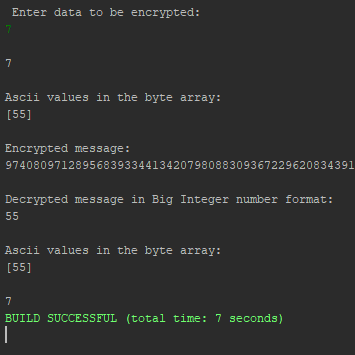 Enter data to be encrypted:
7
7
Ascii values in the byte array:
[55]
Encrypted message:
9740809712895683933441342079808830936722962083439​1
Decrypted message in Big Integer number format:
55
Ascii values in the byte array:
[55]
7
BUILD SUCCESSFUL (total time: 7 seconds)